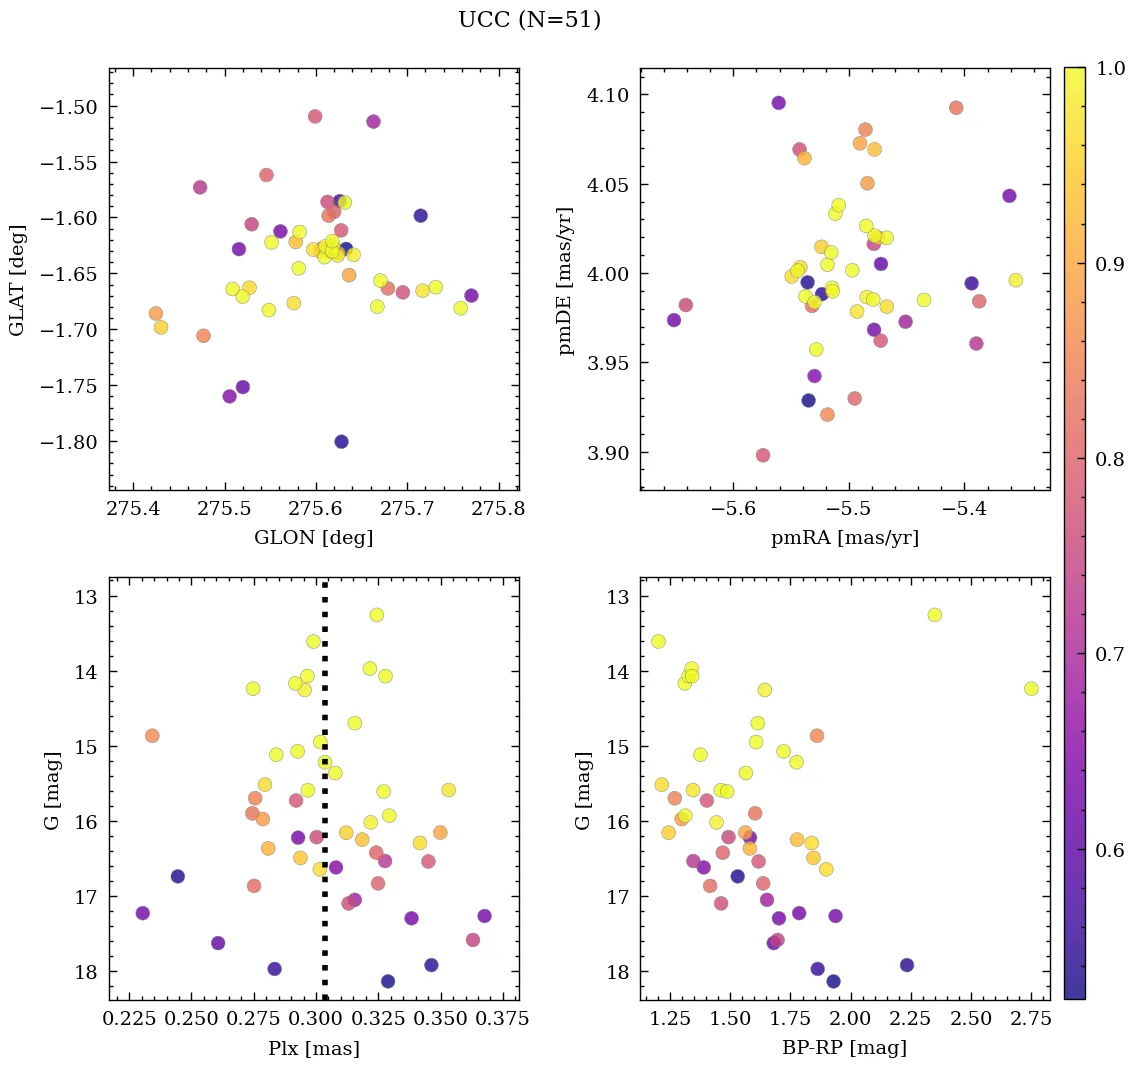 UCC (N=51)
−1.50
−1.55
−1.60
−1.65
−1.70
−1.75
−1.80
GLAT [deg]
275.4 275.5 275.6 275.7 275.8
GLON [deg]
4.10
4.05
4.00
3.95
3.90
pmDE [mas/yr]
−5.6 −5.5 −5.4
pmRA [mas/yr]
1.0
0.9
0.8
0.7
0.6
13
14
15
16
17
18
G [mag]
0.225 0.250 0.275 0.300 0.325 0.350 0.375
Plx [mas]
13
14
15
16
17
18
G [mag]
1.25 1.50 1.75 2.00 2.25 2.50 2.75
BP-RP [mag]